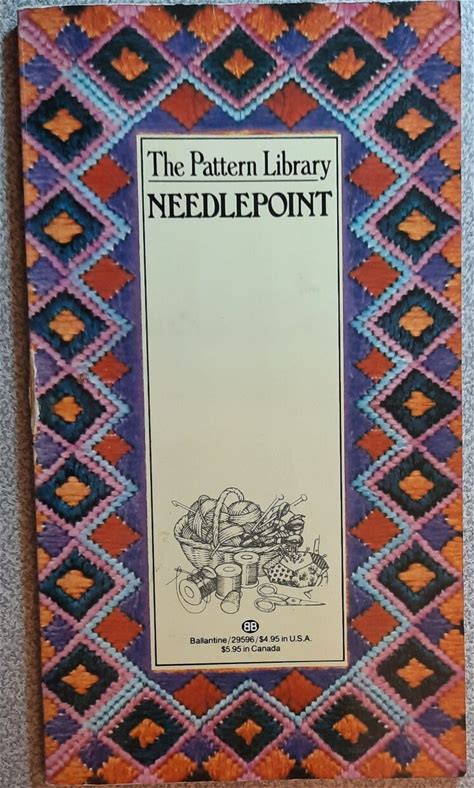 The Pattern Library
NEEDLEPOINT
BB
Ballantine/29596/$4.95 in U.S.A.
$5.95 in Canada